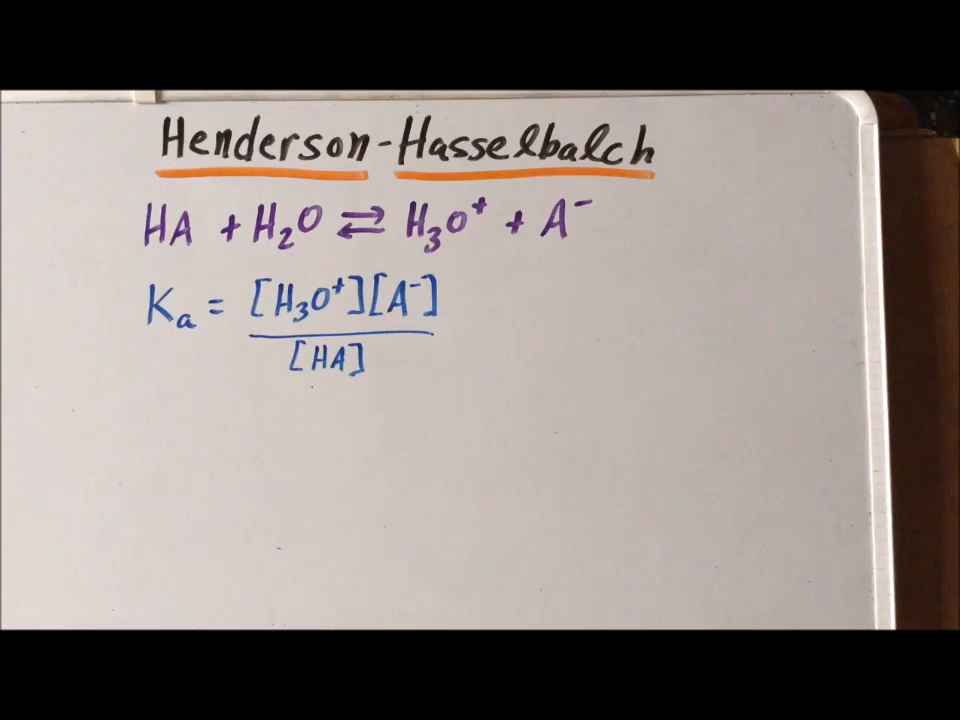 Henderson-Hasselbalch
HA + H₂O ⇄ H₃O⁺ + A⁻
Kₐ = [H₃O⁺][A⁻]
[HA]